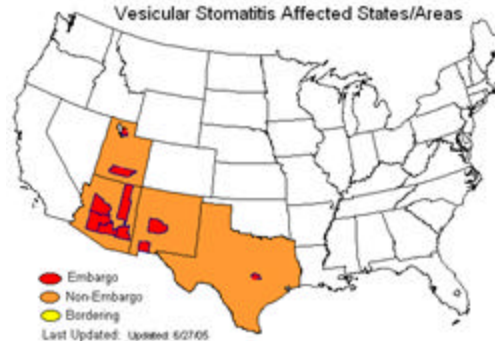 Vesicular Stomatitis Affected States/Areas
Embargo
Non-Embargo
Bordering
Last Updated: Updated: 6/27/05